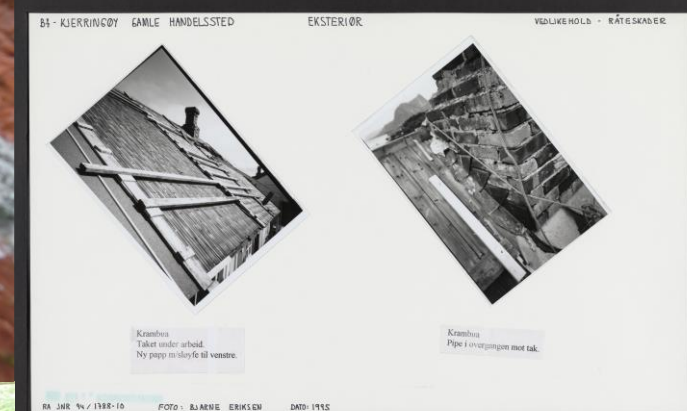 B4 - KJERRINGØY GAMLE HANDELSSTED
EKSTERIØR
VEDLIKEHOLD - RÅTESKADER
Krambua
Taket under arbeid.
Ny papp m/sløyfe til venstre.
Krambua
Pipe i overgangen mot tak.
RA JNR 94/1788-10
FOTO: BJARNE ERIKSEN
DATO: 1995